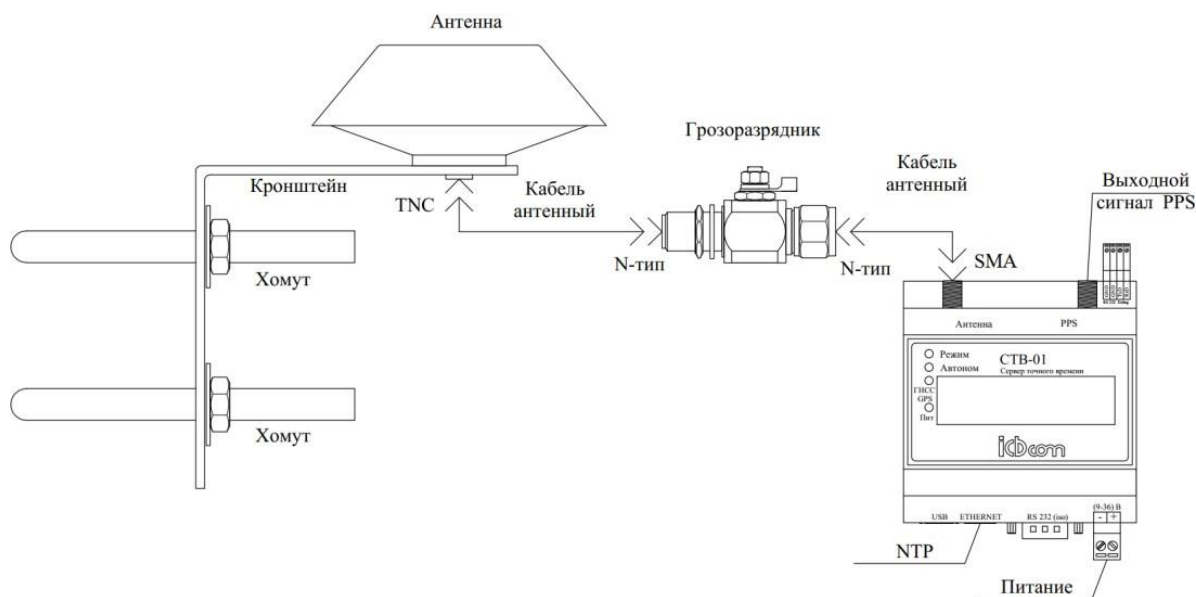 Антенна
Грозоразрядник
Кронштейн
TNC
Кабель
антенный
Кабель
антенный
Выходной
сигнал PPS
N-тип
N-тип
SMA
Хомут
Хомут
Антенна
PPS
Режим
Автоном
ГНСС
GPS
Пит
СТВ-01
Сервер точного времени
icbcom
USB
ETHERNET
RS 232 (iso)
(9-36) В
- +
NTP
Питание